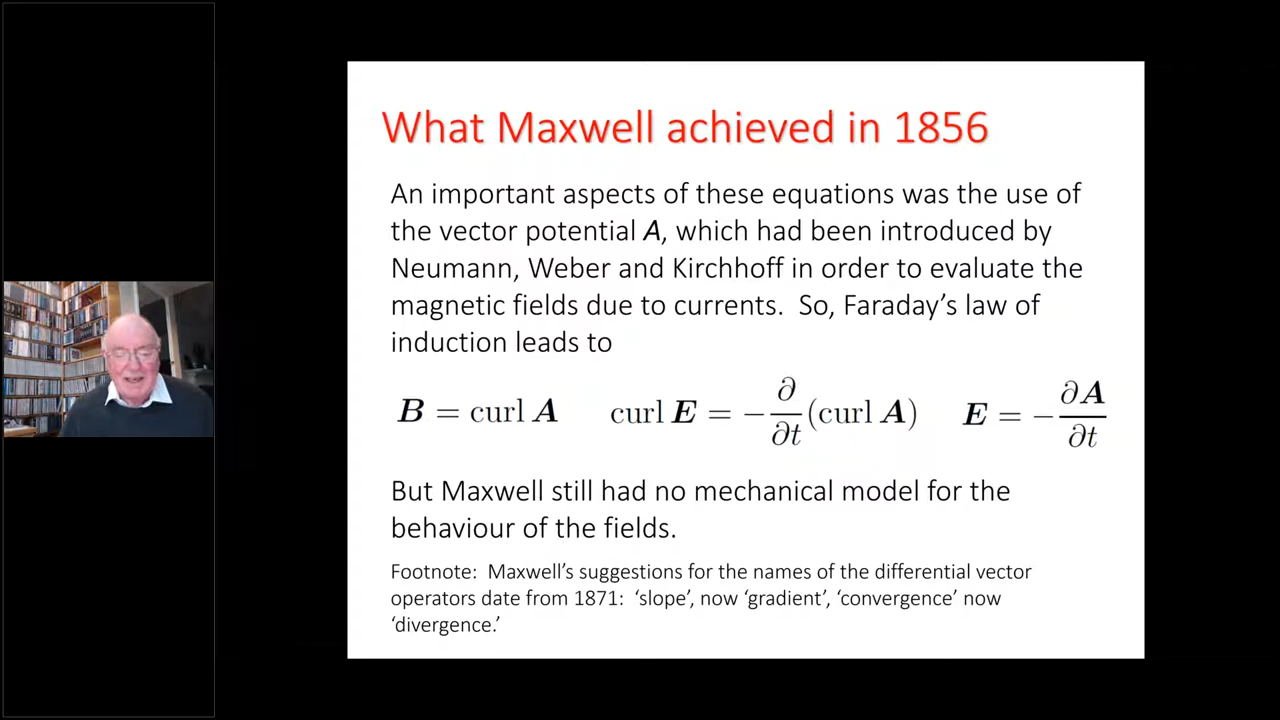 What Maxwell achieved in 1856
An important aspects of these equations was the use of
the vector potential A, which had been introduced by
Neumann, Weber and Kirchhoff in order to evaluate the
magnetic fields due to currents.  So, Faraday’s law of
induction leads to
B = curl A    curl E = −∂/∂t (curl A)    E = −∂A/∂t
But Maxwell still had no mechanical model for the
behaviour of the fields.
Footnote:  Maxwell’s suggestions for the names of the differential vector
operators date from 1871:  ‘slope’, now ‘gradient’, ‘convergence’ now
‘divergence.’